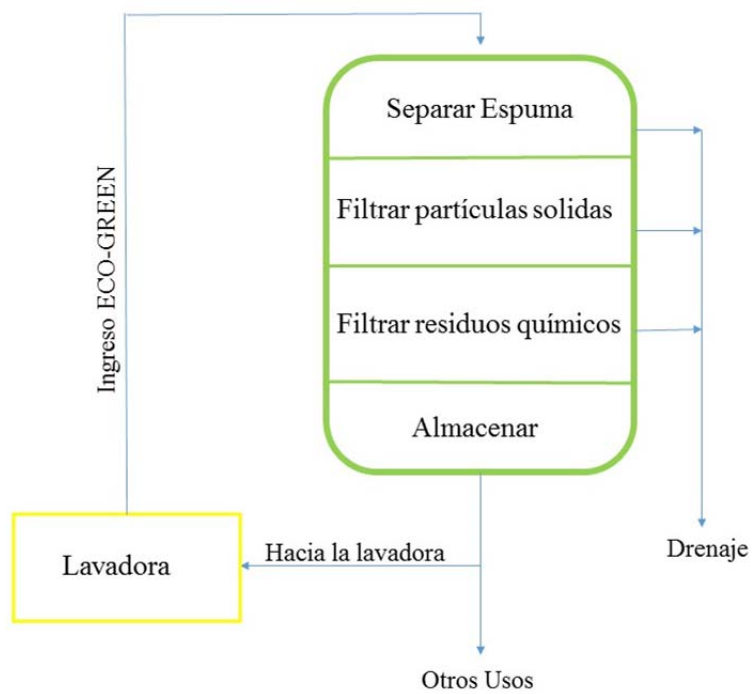 Separar Espuma
Filtrar partículas solidas
Filtrar residuos químicos
Almacenar
Ingreso ECO-GREEN
Lavadora
Hacia la lavadora
Drenaje
Otros Usos